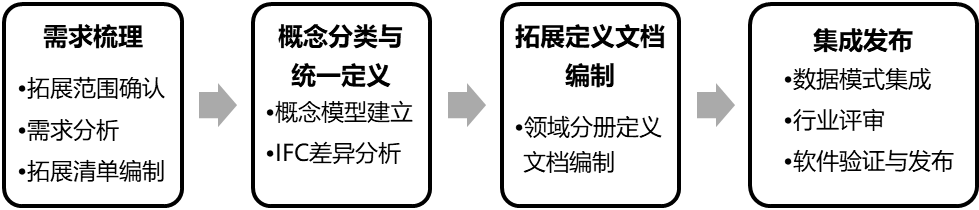 需求梳理
•拓展范围确认
•需求分析
•拓展清单编制
概念分类与
统一定义
•概念模型建立
•IFC差异分析
拓展定义文档
编制
•领域分册定义
文档编制
集成发布
•数据模式集成
•行业评审
•软件验证与发布